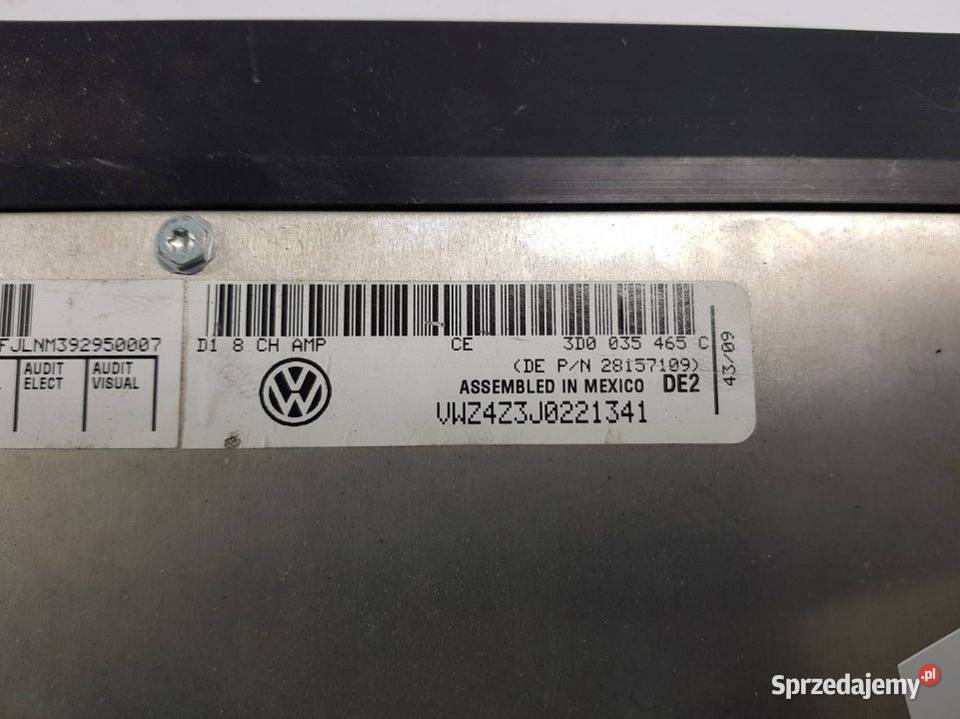 FJLNM392950007
AUDIT
ELECT
AUDIT
VISUAL
D1 8 CH AMP CE 3D0 035 465 C
(DE P/N 28157109)
ASSEMBLED IN MEXICO DE2
VWZ4Z3J0221341
43/09
Sprzedajemy.pl